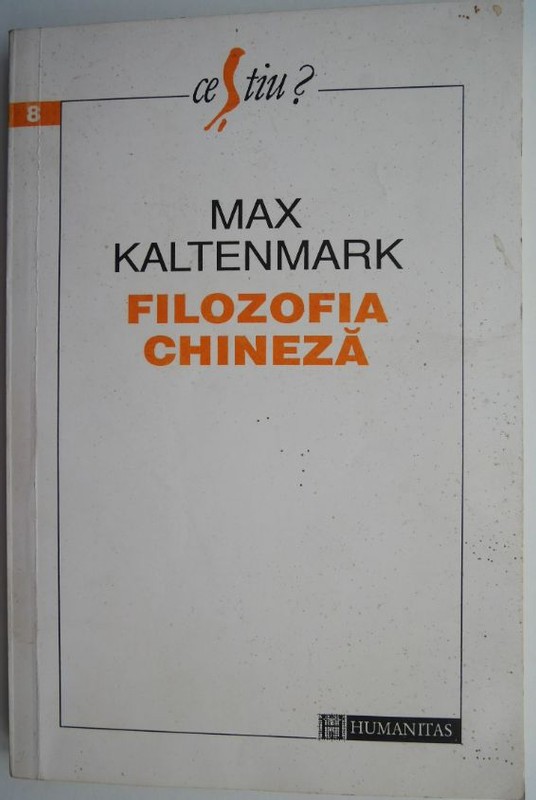 ce Știu?
8
MAX
KALTENMARK
FILOZOFIA
CHINEZĂ
HUMANITAS